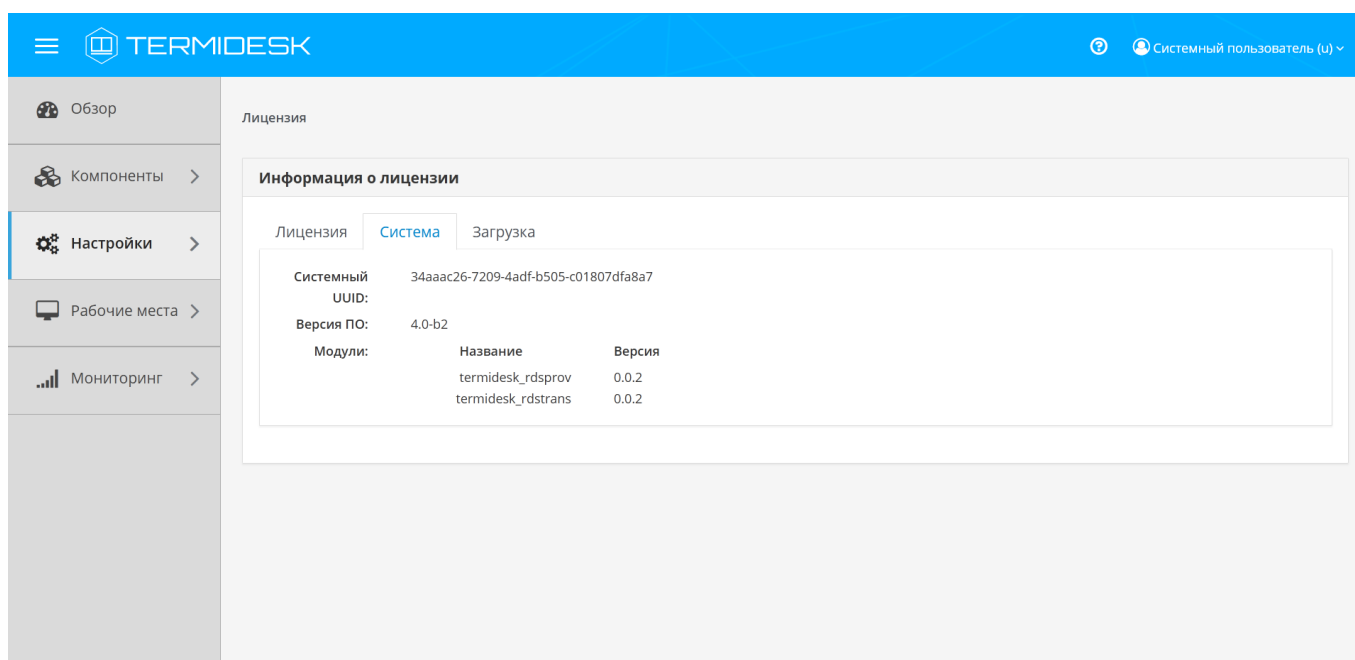 TERMIDESK
Системный пользователь (u)
Обзор
Компоненты
Настройки
Рабочие места
Мониторинг
Лицензия
Информация о лицензии
Лицензия Система Загрузка
Системный UUID: 34aaac26-7209-4adf-b505-c01807dfa8a7
Версия ПО: 4.0-b2
Модули: Название Версия
termidesk_rdsprov 0.0.2
termidesk_rdstrans 0.0.2